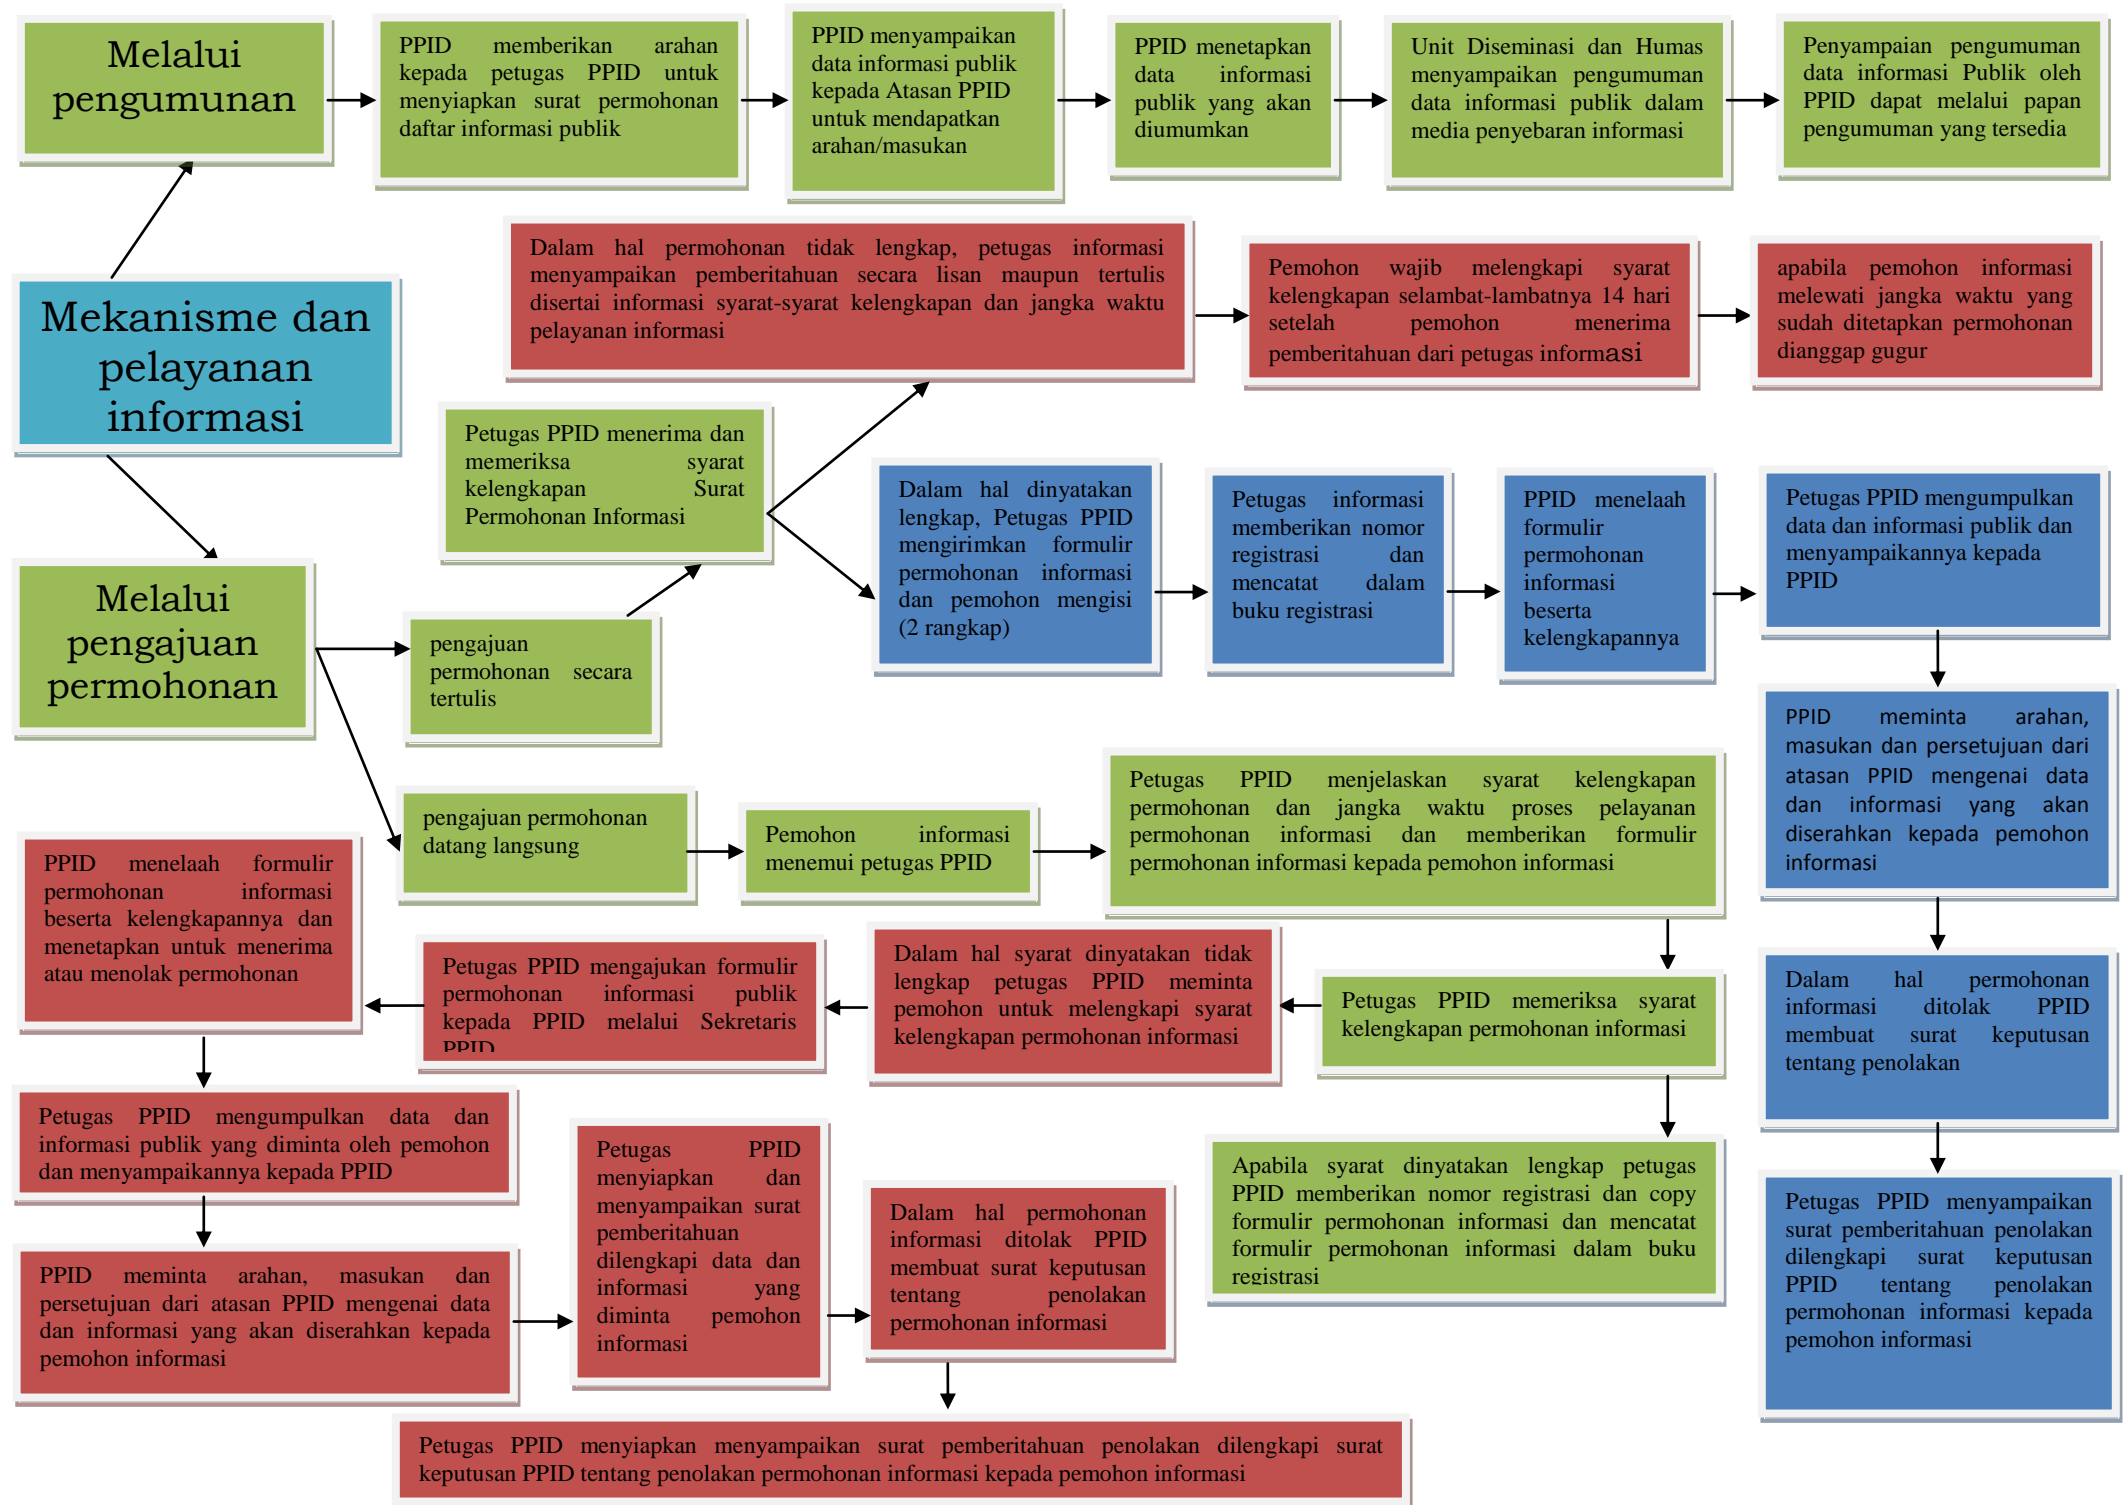 Melalui
pengumunan
PPID memberikan arahan
kepada petugas PPID untuk
menyiapkan surat permohonan
daftar informasi publik
PPID menyampaikan
data informasi publik
kepada Atasan PPID
untuk mendapatkan
arahan/masukan
PPID menetapkan
data informasi
publik yang akan
diumumkan
Unit Diseminasi dan Humas
menyampaikan pengumuman
data informasi publik dalam
media penyebaran informasi
Penyampaian pengumuman
data informasi Publik oleh
PPID dapat melalui papan
pengumuman yang tersedia
Mekanisme dan
pelayanan
informasi
Dalam hal permohonan tidak lengkap, petugas informasi
menyampaikan pemberitahuan secara lisan maupun tertulis
disertai informasi syarat-syarat kelengkapan dan jangka waktu
pelayanan informasi
Pemohon wajib melengkapi syarat
kelengkapan selambat-lambatnya 14 hari
setelah pemohon menerima
pemberitahuan dari petugas informasi
apabila pemohon informasi
melewati jangka waktu yang
sudah ditetapkan permohonan
dianggap gugur
Petugas PPID menerima dan
memeriksa syarat
kelengkapan Surat
Permohonan Informasi
Dalam hal dinyatakan
lengkap, Petugas PPID
mengirimkan formulir
permohonan informasi
dan pemohon mengisi
(2 rangkap)
Petugas informasi
memberikan nomor
registrasi dan
mencatat dalam
buku registrasi
PPID menelaah
formulir
permohonan
informasi
beserta
kelengkapannya
Petugas PPID mengumpulkan
data dan informasi publik dan
menyampaikannya kepada
PPID
Melalui
pengajuan
permohonan
pengajuan
permohonan secara
tertulis
PPID meminta arahan,
masukan dan persetujuan dari
atasan PPID mengenai data
dan informasi yang akan
diserahkan kepada pemohon
informasi
pengajuan permohonan
datang langsung
Pemohon informasi
menemui petugas PPID
Petugas PPID menjelaskan syarat kelengkapan
permohonan dan jangka waktu proses pelayanan
permohonan informasi dan memberikan formulir
permohonan informasi kepada pemohon informasi
PPID menelaah formulir
permohonan informasi
beserta kelengkapannya dan
menetapkan untuk menerima
atau menolak permohonan
Petugas PPID mengajukan formulir
permohonan informasi publik
kepada PPID melalui Sekretaris
PPID
Dalam hal syarat dinyatakan tidak
lengkap petugas PPID meminta
pemohon untuk melengkapi syarat
kelengkapan permohonan informasi
Petugas PPID memeriksa syarat
kelengkapan permohonan informasi
Dalam hal permohonan
informasi ditolak PPID
membuat surat keputusan
tentang penolakan
Petugas PPID mengumpulkan data dan
informasi publik yang diminta oleh pemohon
dan menyampaikannya kepada PPID
Petugas PPID
menyiapkan dan
menyampaikan surat
pemberitahuan
dilengkapi data dan
informasi yang
diminta pemohon
informasi
Dalam hal permohonan
informasi ditolak PPID
membuat surat keputusan
tentang penolakan
permohonan informasi
Apabila syarat dinyatakan lengkap petugas
PPID memberikan nomor registrasi dan copy
formulir permohonan informasi dan mencatat
formulir permohonan informasi dalam buku
registrasi
Petugas PPID menyampaikan
surat pemberitahuan penolakan
dilengkapi surat keputusan
PPID tentang penolakan
permohonan informasi kepada
pemohon informasi
PPID meminta arahan, masukan dan
persetujuan dari atasan PPID mengenai data
dan informasi yang akan diserahkan kepada
pemohon informasi
Petugas PPID menyiapkan menyampaikan surat pemberitahuan penolakan dilengkapi surat
keputusan PPID tentang penolakan permohonan informasi kepada pemohon informasi